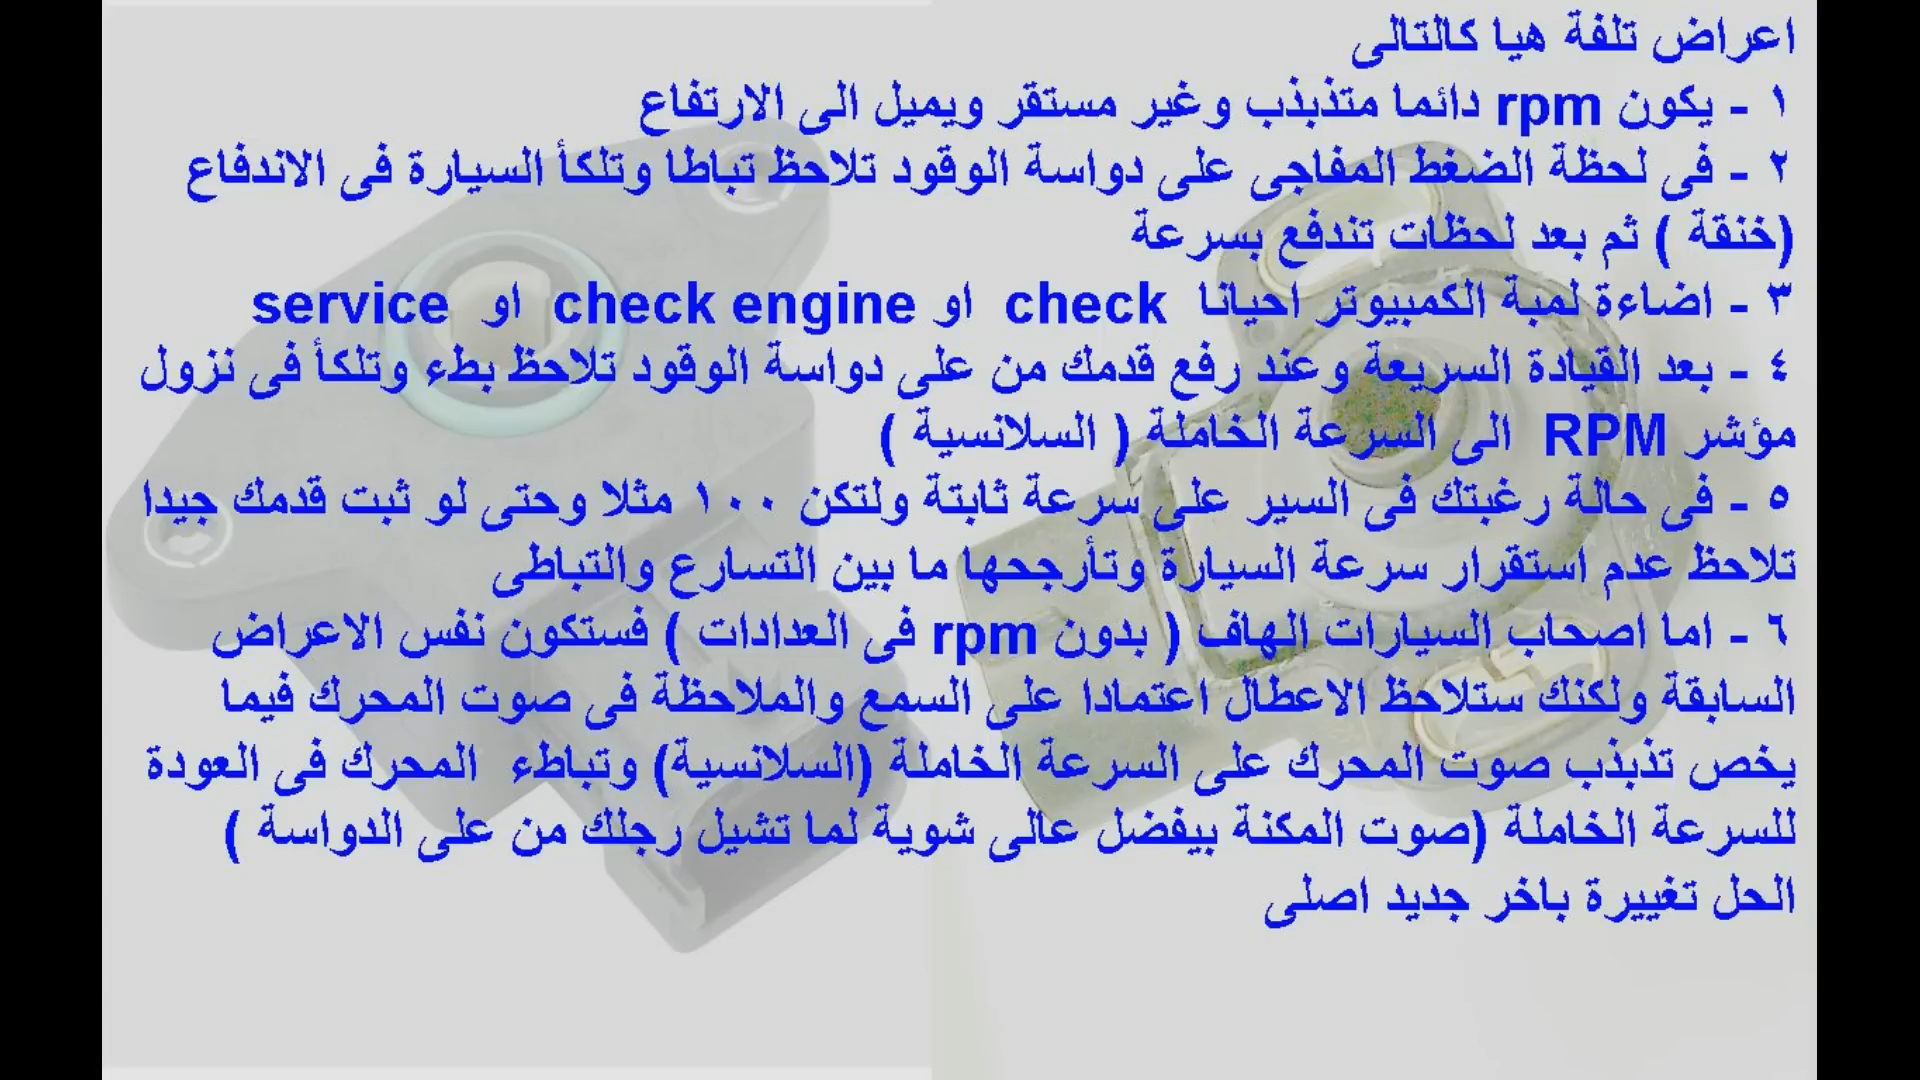 اعراض تلفة هيا كالتالى
١ - يكون rpm دائما متذبذب وغير مستقر ويميل الى الارتفاع
٢ - فى لحظة الضغط المفاجى على دواسة الوقود تلاحظ تباطا وتلكأ السيارة فى الاندفاع
(خنقة ) ثم بعد لحظات تندفع بسرعة
٣ - اضاءة لمبة الكمبيوتر احيانا check او check engine او service
٤ - بعد القيادة السريعة وعند رفع قدمك من على دواسة الوقود تلاحظ بطء وتلكأ فى نزول
مؤشر RPM الى السرعة الخاملة ( السلانسية )
٥ - فى حالة رغبتك فى السير على سرعة ثابتة ولتكن ١٠٠ مثلا وحتى لو ثبت قدمك جيدا
تلاحظ عدم استقرار سرعة السيارة وتأرجحها ما بين التسارع والتباطى
٦ - اما اصحاب السيارات الهاف ( بدون rpm فى العدادات ) فستكون نفس الاعراض
السابقة ولكنك ستلاحظ الاعطال اعتمادا على السمع والملاحظة فى صوت المحرك فيما
يخص تذبذب صوت المحرك على السرعة الخاملة (السلانسية) وتباطء المحرك فى العودة
للسرعة الخاملة (صوت المكنة بيفضل عالى شوية لما تشيل رجلك من على الدواسة )
الحل تغييرة باخر جديد اصلى